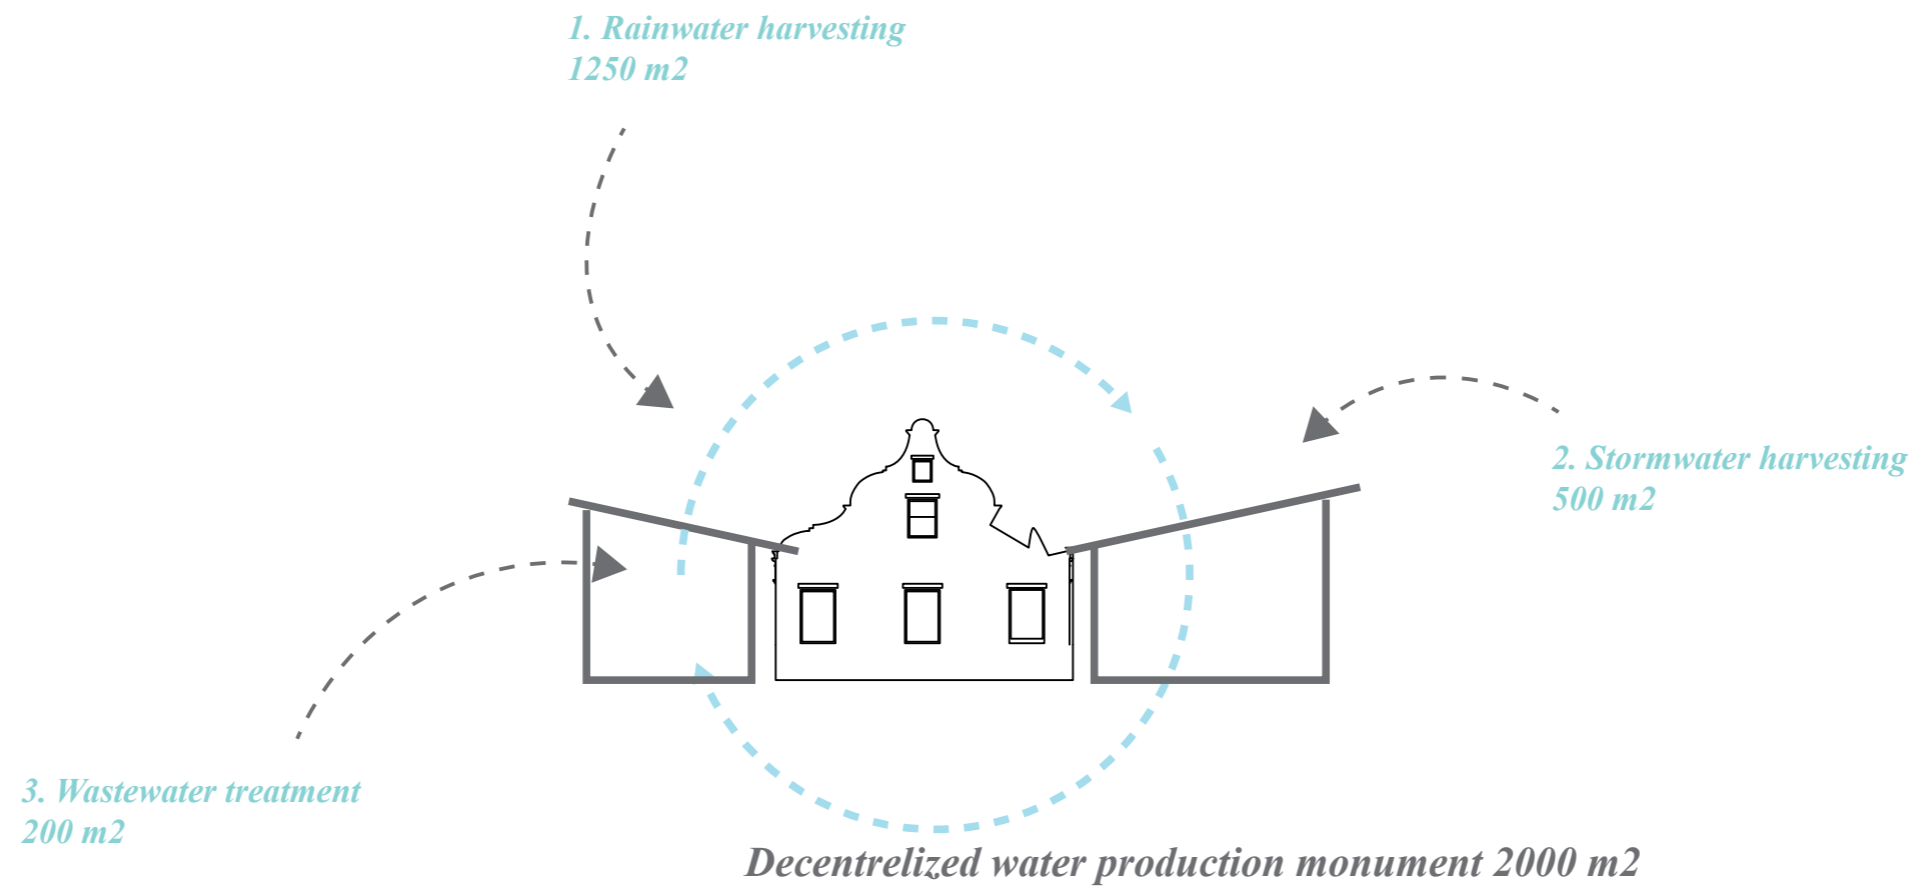 1. Rainwater harvesting
1250 m2
2. Stormwater harvesting
500 m2
3. Wastewater treatment
200 m2
Decentrelized water production monument 2000 m2